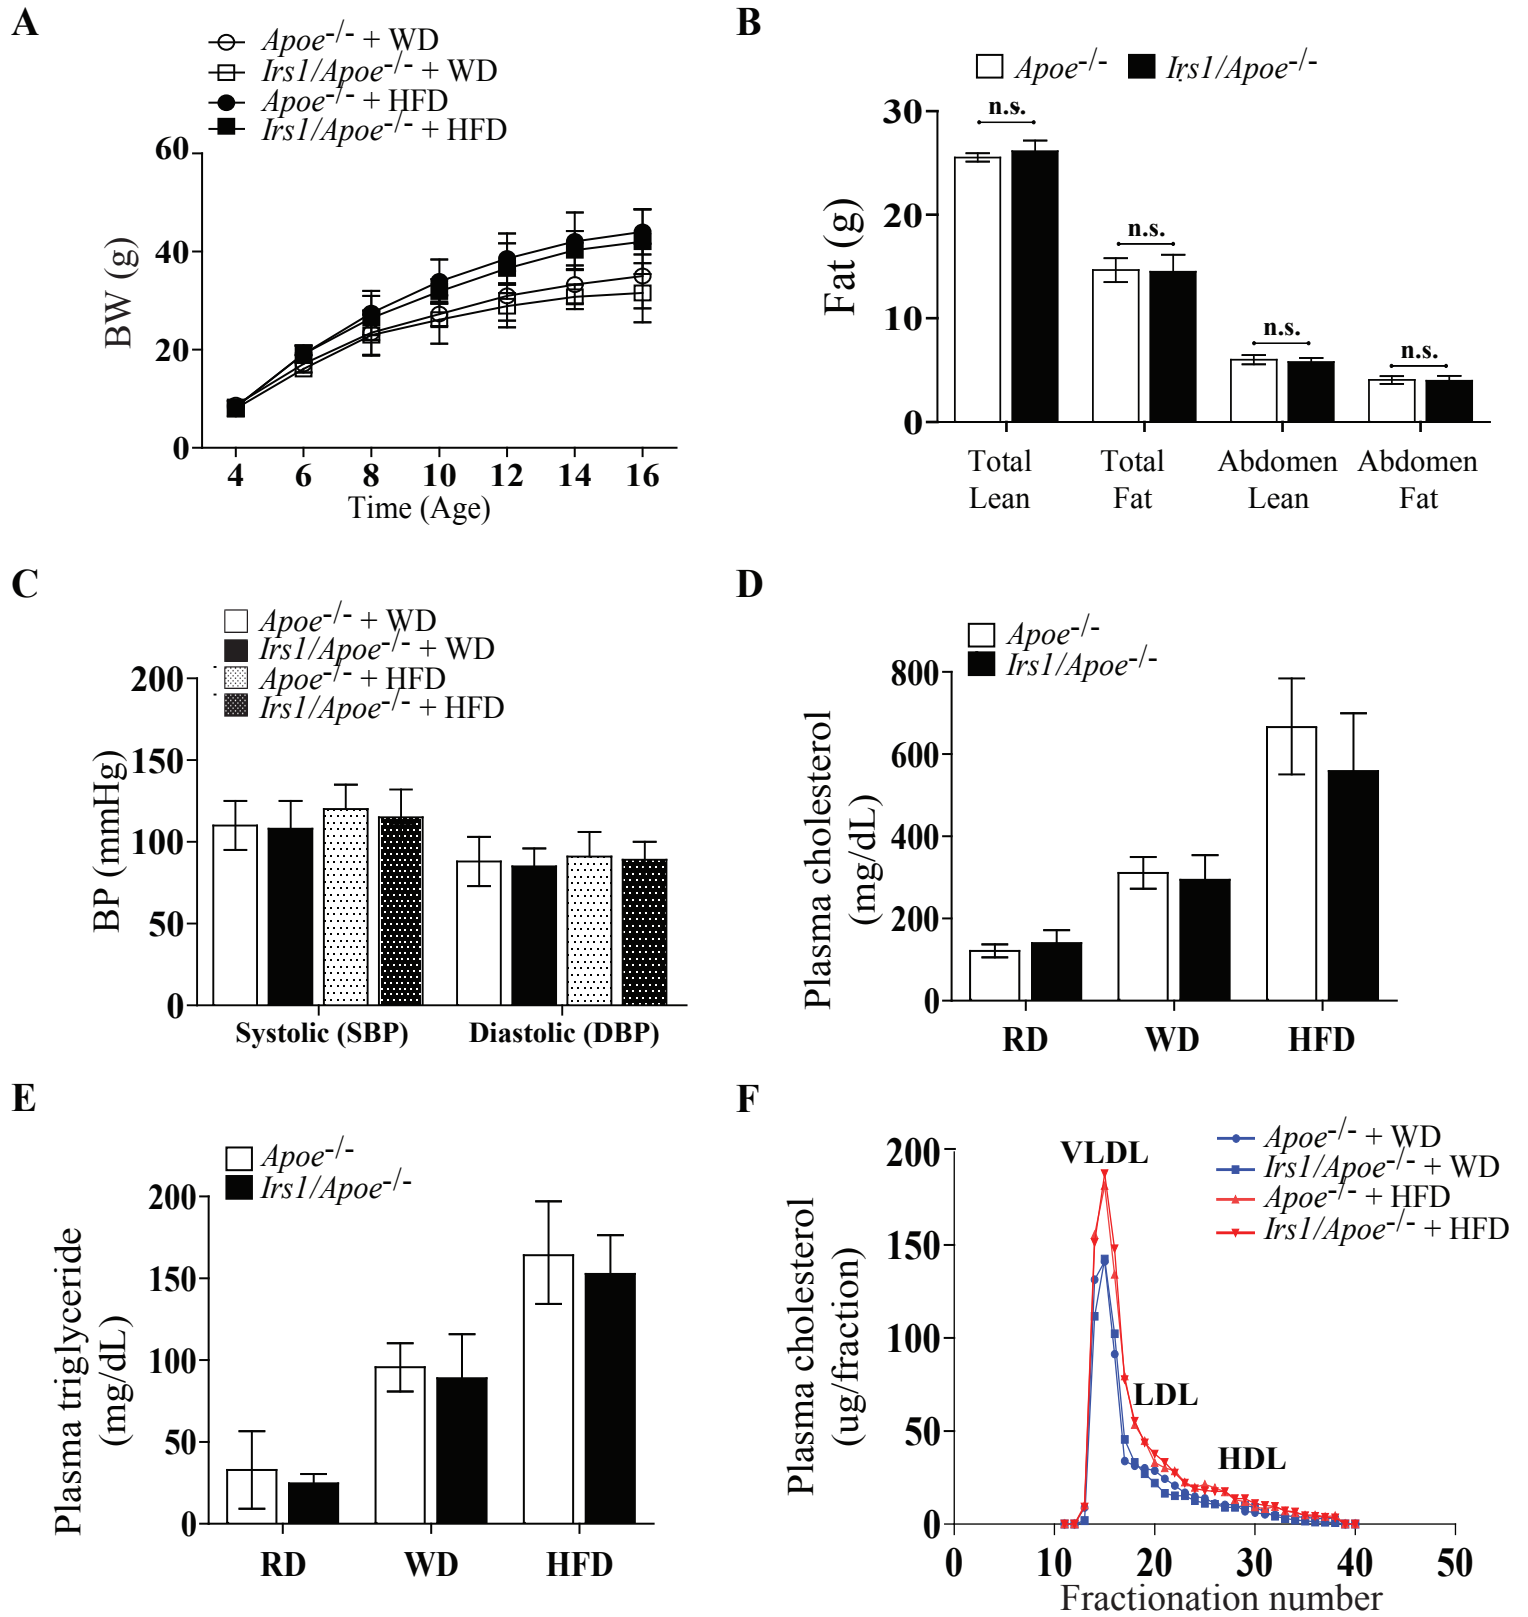 A
Apoe-/- + WD
Irs1/Apoe-/- + WD
Apoe-/- + HFD
Irs1/Apoe-/- + HFD
60
40
20
0
BW (g)
4 6 8 10 12 14 16
Time (Age)
B
Apoe-/- Irs1/Apoe-/-
30
20
10
0
Fat (g)
n.s.
n.s.
n.s.
n.s.
Total Total Abdomen Abdomen
Lean Fat Lean Fat
C
Apoe-/- + WD
Irs1/Apoe-/- + WD
Apoe-/- + HFD
Irs1/Apoe-/- + HFD
200
150
100
50
0
BP (mmHg)
Systolic (SBP) Diastolic (DBP)
D
Apoe-/-
Irs1/Apoe-/-
800
600
400
200
0
Plasma cholesterol
(mg/dL)
RD WD HFD
E
Apoe-/-
Irs1/Apoe-/-
200
150
100
50
0
Plasma triglyceride
(mg/dL)
RD WD HFD
F
Apoe-/- + WD
Irs1/Apoe-/- + WD
Apoe-/- + HFD
Irs1/Apoe-/- + HFD
200
150
100
50
0
Plasma cholesterol
(ug/fraction)
VLDL
LDL
HDL
0 10 20 30 40 50
Fractionation number